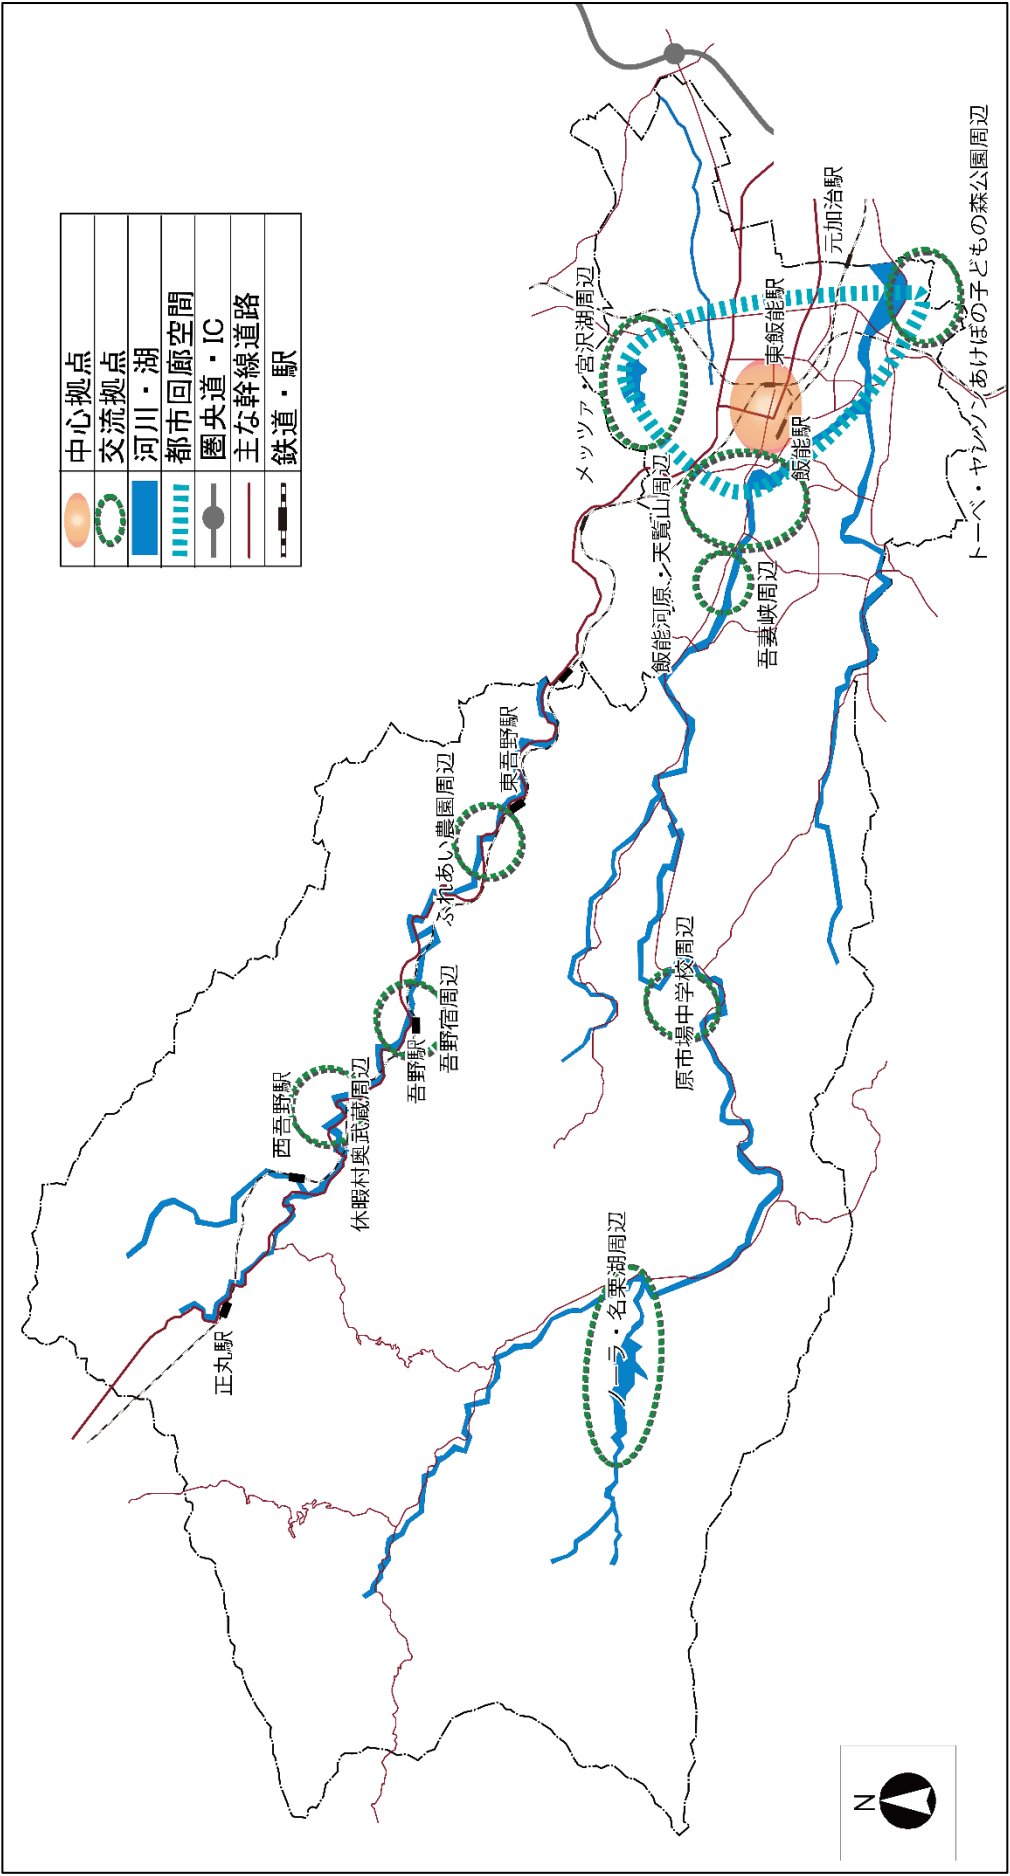 中心拠点
交流拠点
河川・湖
都市回廊空間
圏央道・IC
主な幹線道路
鉄道・駅
正丸駅
西吾野駅
休暇村奥武蔵周辺
吾野駅
吾野宿周辺
ふれあい農園周辺
東吾野駅
メッツァ・宮沢湖周辺
飯能河原・天覧山周辺
吾妻峡周辺
飯能駅
東飯能駅
元加治駅
トーベ・ヤンソンあけぼの子どもの森公園周辺
原市場中学校周辺
ノーラ・名栗湖周辺
N